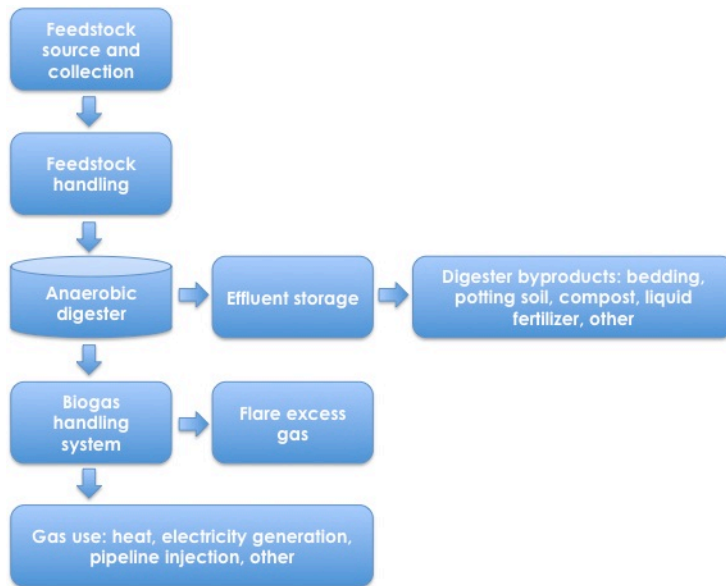 Feedstock
source and
collection
Feedstock
handling
Anaerobic
digester
Effluent storage
Digester byproducts: bedding,
potting soil, compost, liquid
fertilizer, other
Biogas
handling
system
Flare excess
gas
Gas use: heat, electricity generation,
pipeline injection, other